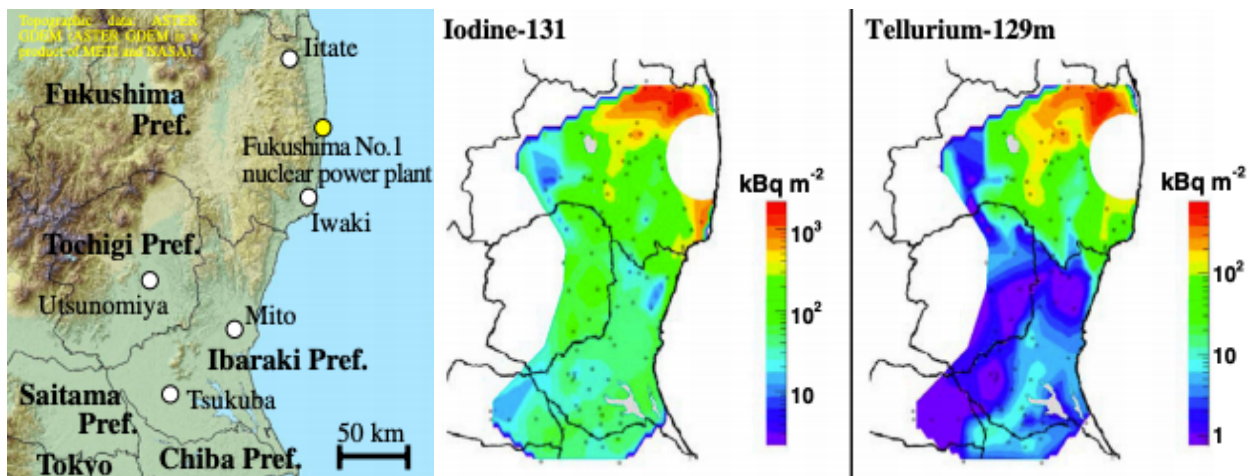 Topographic data: ASTER
GDEM (ASTER GDEM is a
product of METI and NASA).
Iitate
Fukushima
Pref.
Fukushima No.1
nuclear power plant
Iwaki
Tochigi Pref.
Utsunomiya
Mito
Ibaraki Pref.
Saitama
Pref.
Tsukuba
50 km
Tokyo
Chiba Pref.
Iodine-131
kBq m-2
10³
10²
10
Tellurium-129m
kBq m-2
10²
10
1